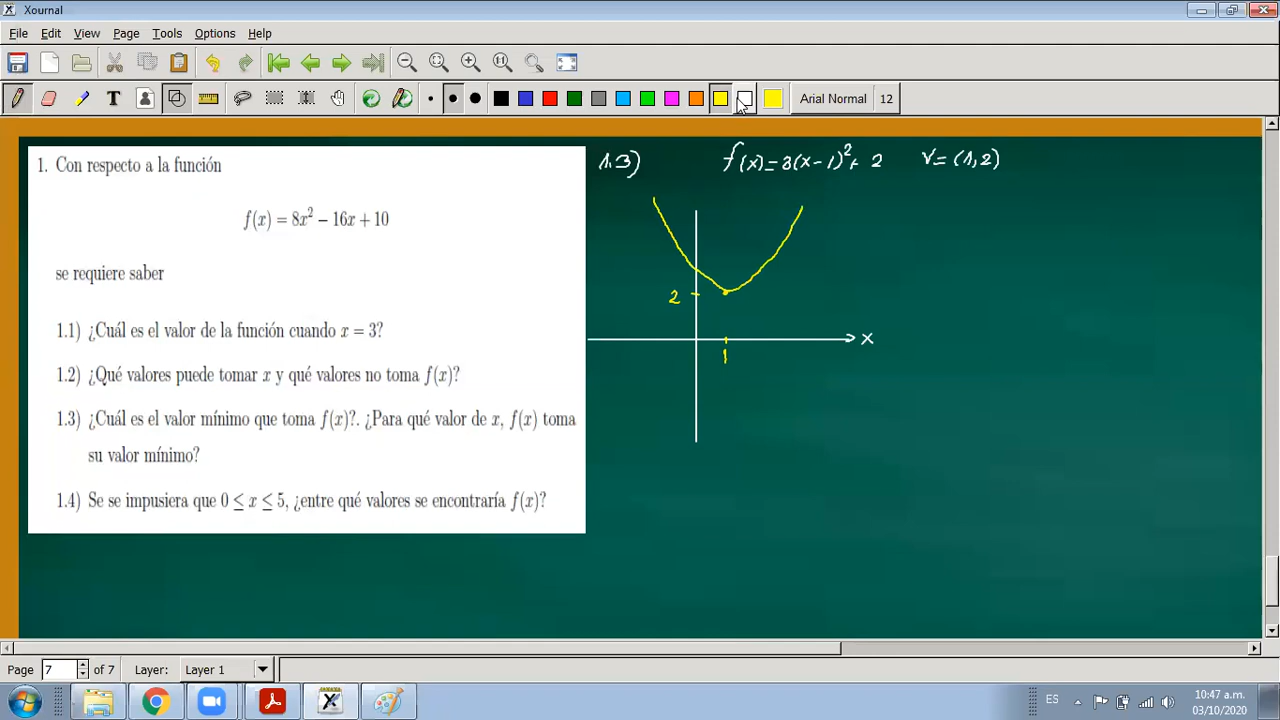 Xournal
File Edit View Page Tools Options Help
Arial Normal 12
1. Con respecto a la función
f(x) = 8x² − 16x + 10
se requiere saber
1.1) ¿Cuál es el valor de la función cuando x = 3?
1.2) ¿Qué valores puede tomar x y qué valores no toma f(x)?
1.3) ¿Cuál es el valor mínimo que toma f(x)?. ¿Para qué valor de x, f(x) toma
su valor mínimo?
1.4) Se se impusiera que 0 ≤ x ≤ 5, ¿entre qué valores se encontraría f(x)?
1.3) f(x)=8(x-1)²+ 2 V=(1,2)
2
x
1
Page 7 of 7 Layer: Layer 1
ES
10:47 a.m.
03/10/2020